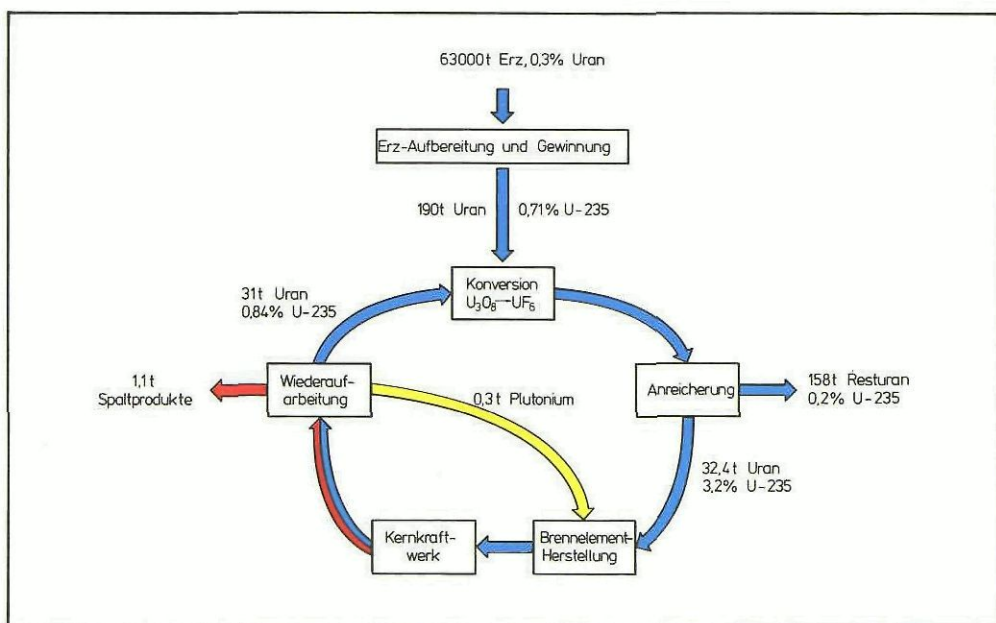 63000t Erz, 0,3% Uran
Erz-Aufbereitung und Gewinnung
190t Uran
0,71% U-235
Konversion
U₃O₈→UF₆
31t Uran
0,84% U-235
1,1t
Spaltprodukte
Wiederauf-
arbeitung
0,3t Plutonium
Anreicherung
158t Resturan
0,2% U-235
32,4t Uran
3,2% U-235
Kernkraft-
werk
Brennelement-
Herstellung